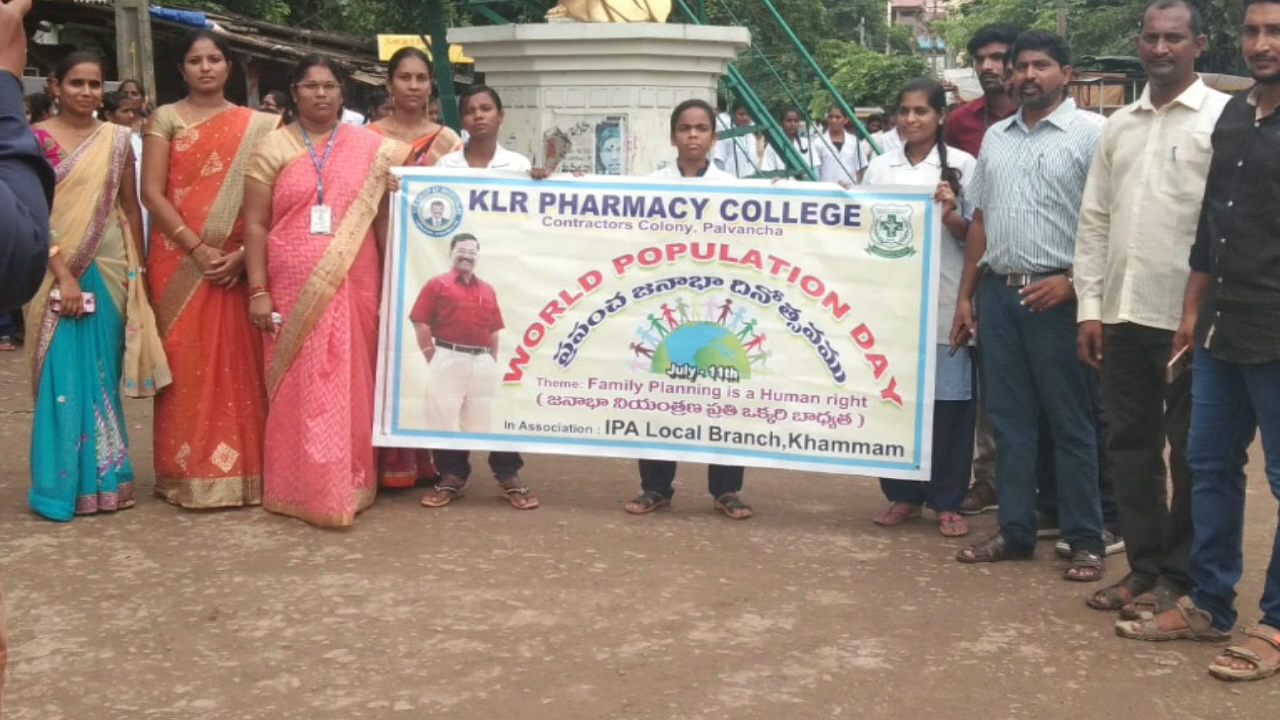 KLR PHARMACY COLLEGE
Contractors Colony, Palvancha
WORLD POPULATION DAY
ప్రపంచ జనాభా దినోత్సవము
July - 11th
Theme: Family Planning is a Human right
( జనాభా నియంత్రణ ప్రతి ఒక్కరి బాధ్యత )
In Association : IPA Local Branch,Khammam